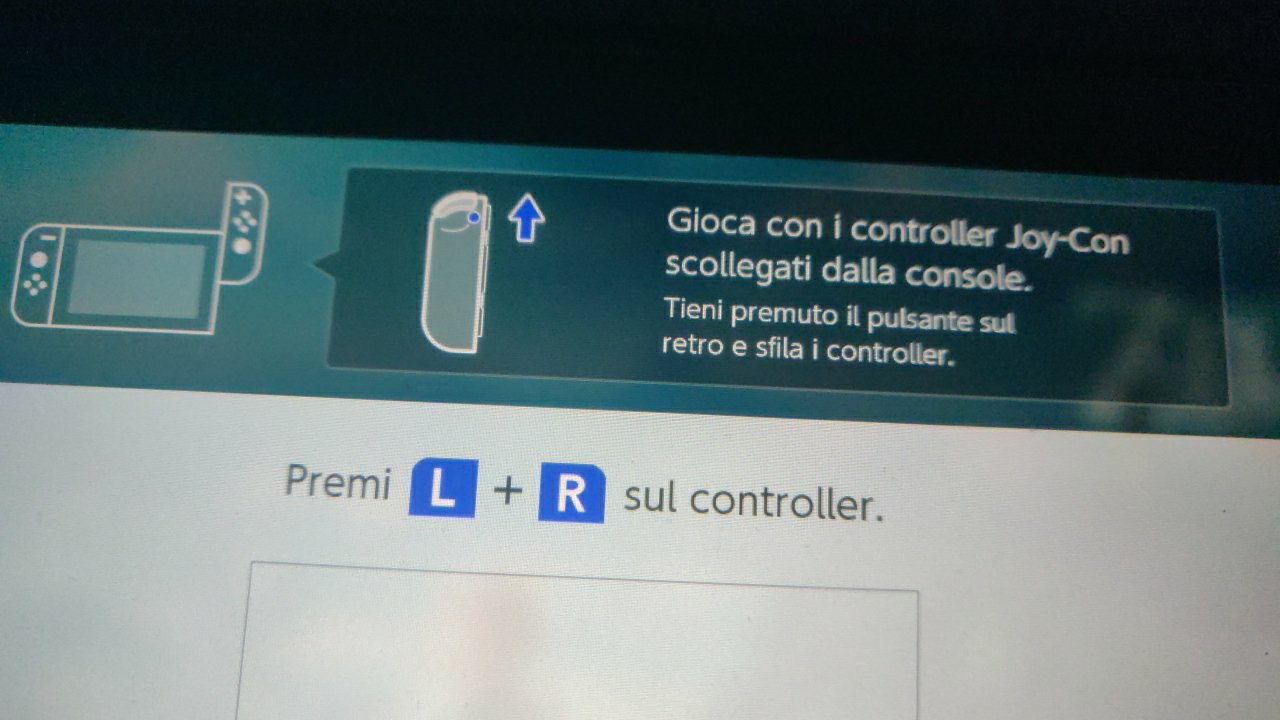 Gioca con i controller Joy-Con
scollegati dalla console.
Tieni premuto il pulsante sul
retro e sfila i controller.
Premi L + R sul controller.